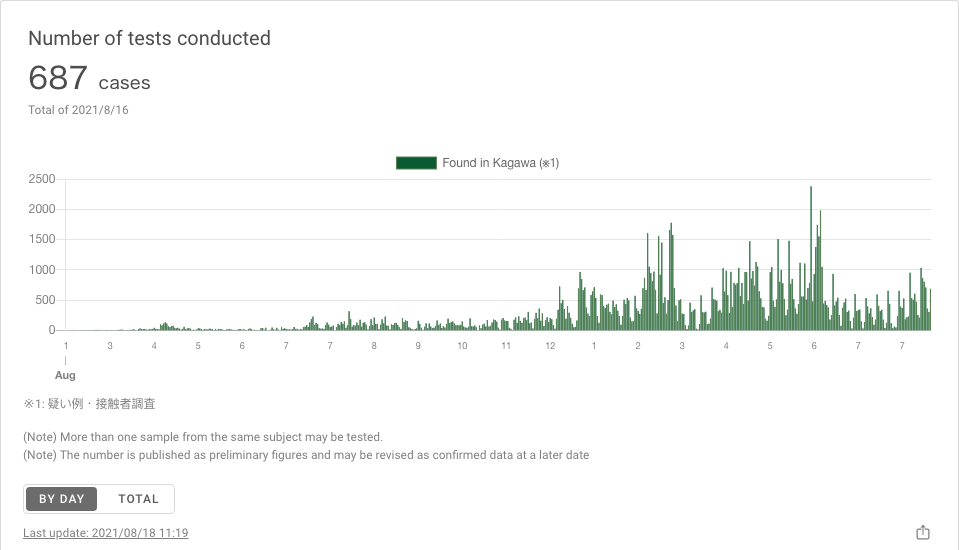 Number of tests conducted
687 cases
Total of 2021/8/16
Found in Kagawa (※1)
2500
2000
1500
1000
500
0
1 3 4 5 6 7 7 8 9 10 11 12 1 2 3 4 5 6 7 7
Aug
※1: 疑い例・接触者調査
(Note) More than one sample from the same subject may be tested.
(Note) The number is published as preliminary figures and may be revised as confirmed data at a later date
BY DAY TOTAL
Last update: 2021/08/18 11:19